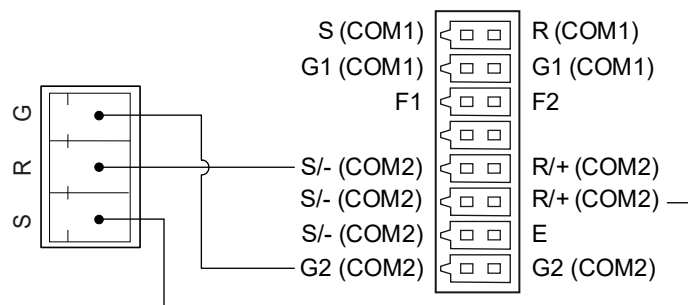 S (COM1) R (COM1)
G1 (COM1) G1 (COM1)
F1 F2
G
R
S
S/- (COM2) R/+ (COM2)
S/- (COM2) R/+ (COM2)
S/- (COM2) E
G2 (COM2) G2 (COM2)